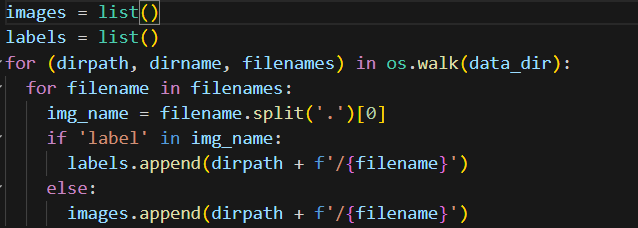 images = list()
labels = list()
for (dirpath, dirname, filenames) in os.walk(data_dir):
  for filename in filenames:
    img_name = filename.split('.')[0]
    if 'label' in img_name:
      labels.append(dirpath + f'/{filename}')
    else:
      images.append(dirpath + f'/{filename}')